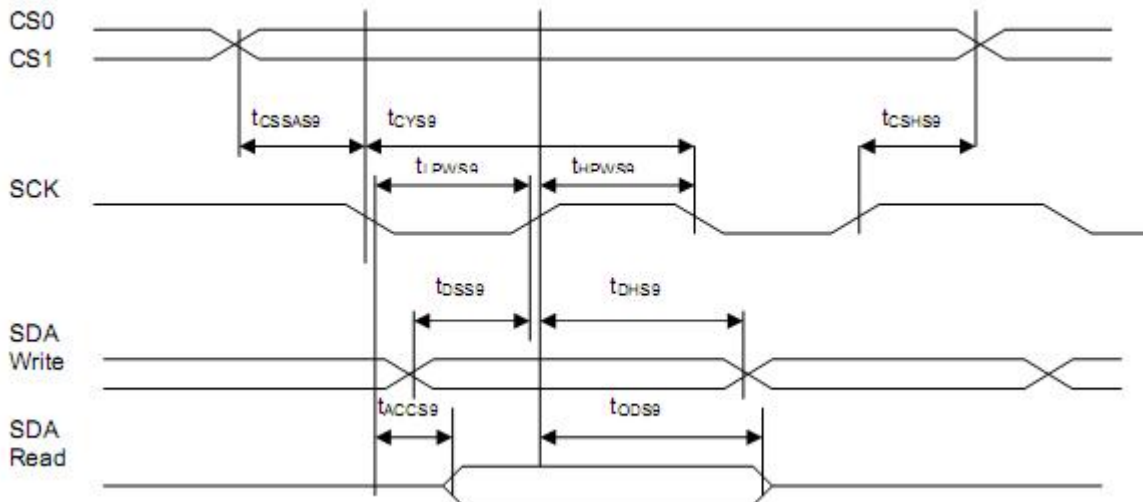 CS0
CS1
tCSSAS9
tCYS9
tCSHS9
tLPWS9
tHPWS9
SCK
tDSS9
tDHS9
SDA
Write
tACCS9
tODS9
SDA
Read